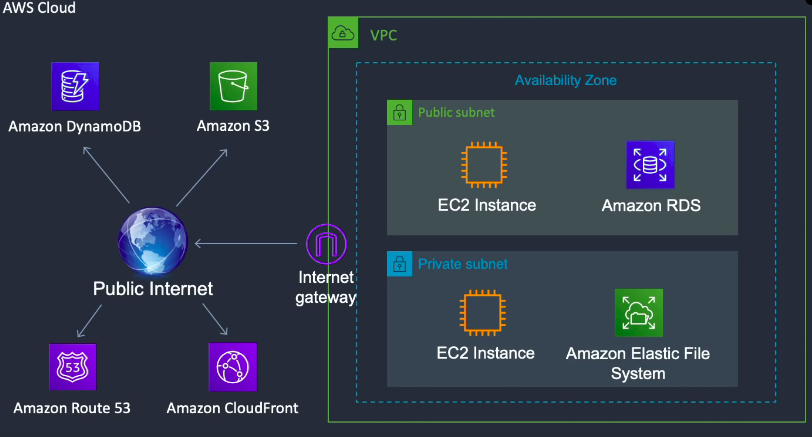 AWS Cloud
VPC
Availability Zone
Amazon DynamoDB
Amazon S3
Public subnet
EC2 Instance
Amazon RDS
Public Internet
Internet
gateway
Private subnet
EC2 Instance
Amazon Elastic File
System
53
Amazon Route 53
Amazon CloudFront